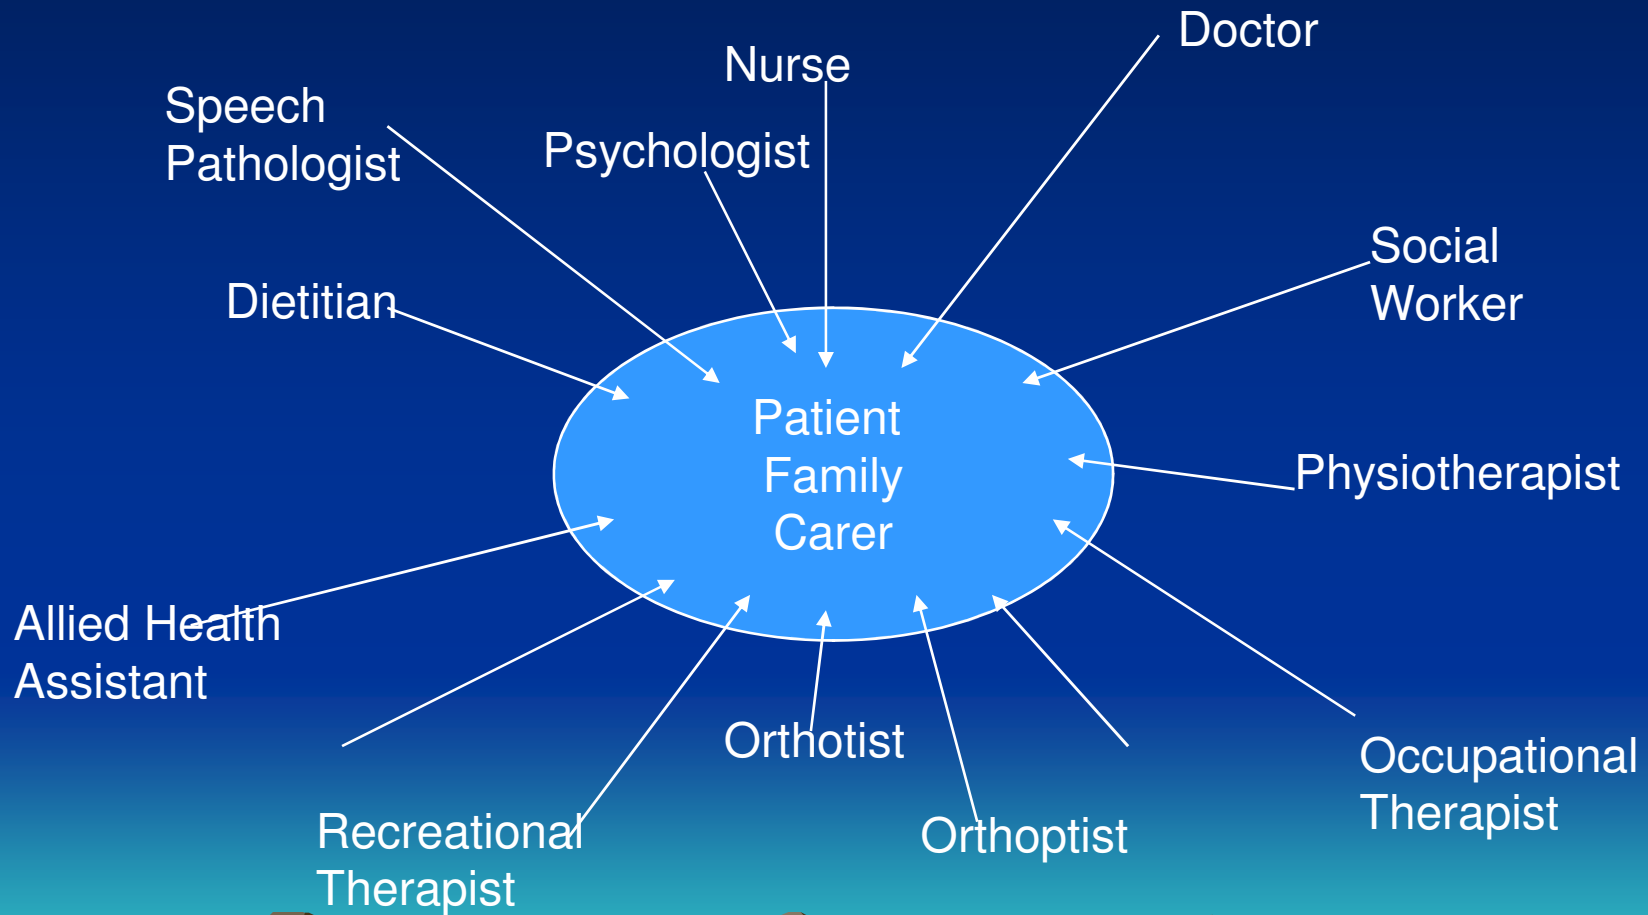 Doctor
Nurse
Speech
Pathologist
Psychologist
Social
Worker
Dietitian
Patient
Family
Carer
Physiotherapist
Allied Health
Assistant
Orthotist
Occupational
Therapist
Recreational
Therapist
Orthoptist